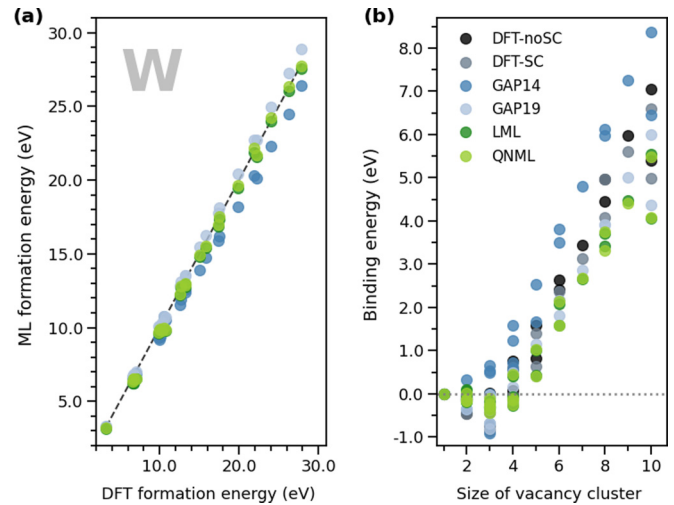 (a)
W
30.0
25.0
20.0
15.0
10.0
5.0
ML formation energy (eV)
10.0 20.0 30.0
DFT formation energy (eV)
(b)
DFT-noSC
DFT-SC
GAP14
GAP19
LML
QNML
8.0
7.0
6.0
5.0
4.0
3.0
2.0
1.0
0.0
-1.0
Binding energy (eV)
2 4 6 8 10
Size of vacancy cluster